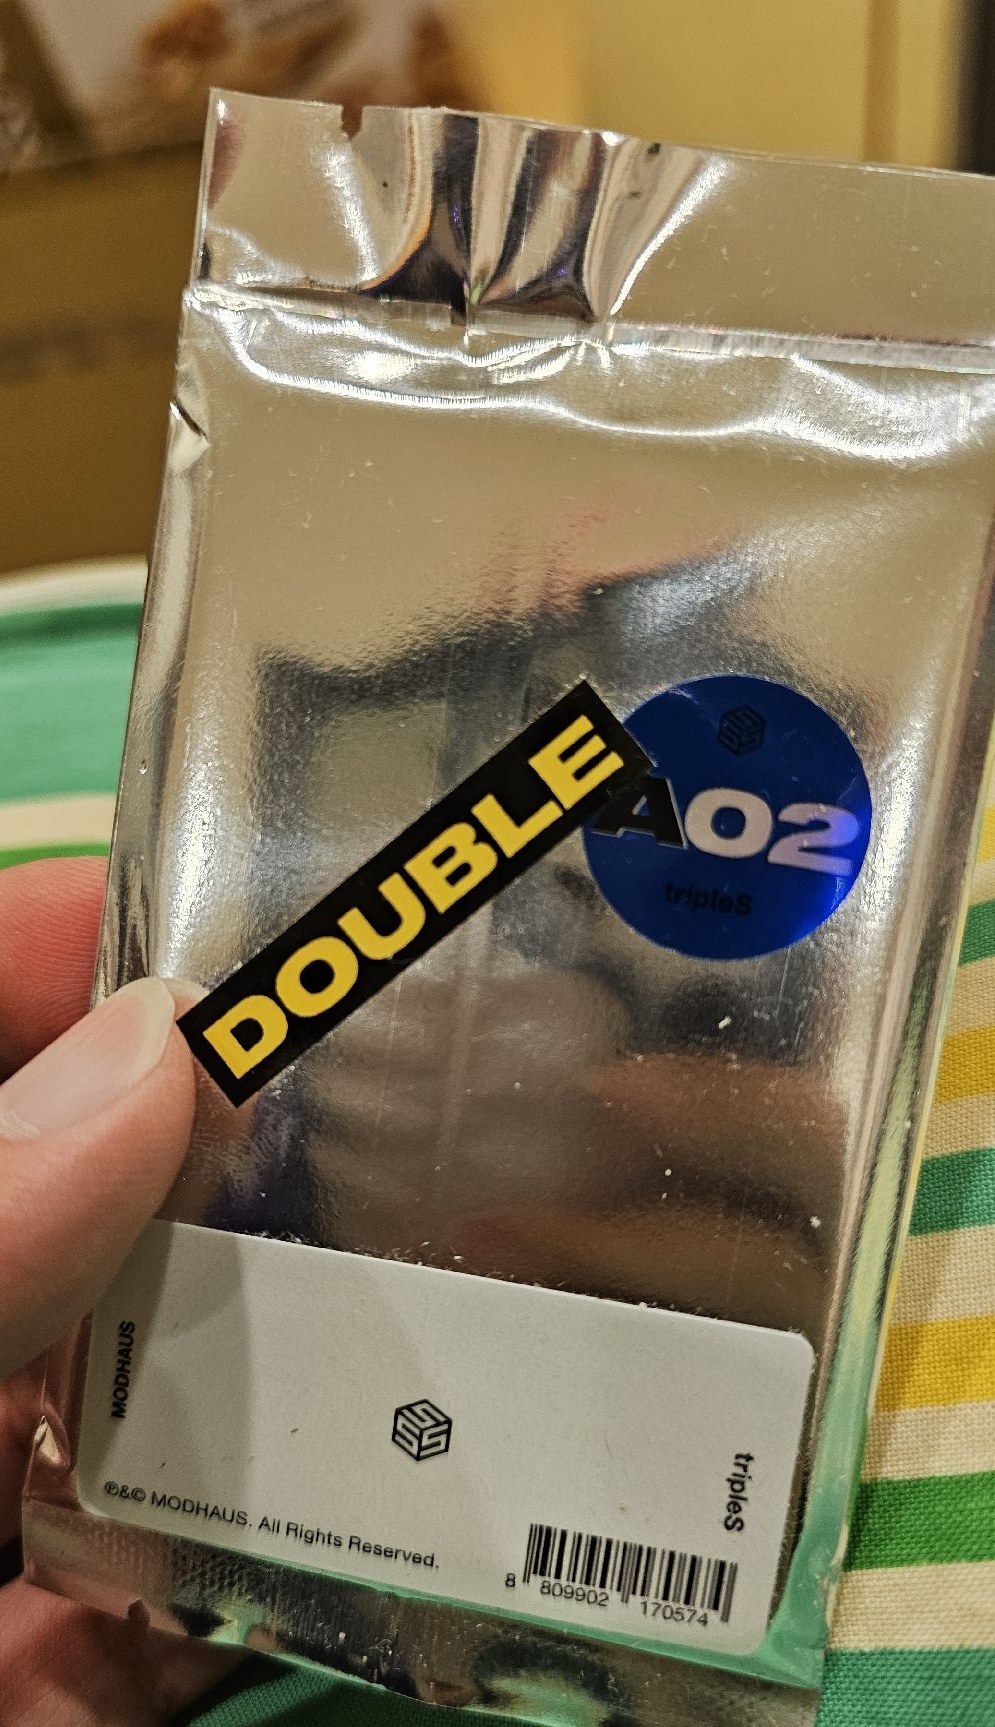 DOUBLE
A02
tripleS
MODHAUS
tripleS
℗&© MODHAUS. All Rights Reserved.
8 809902 170574